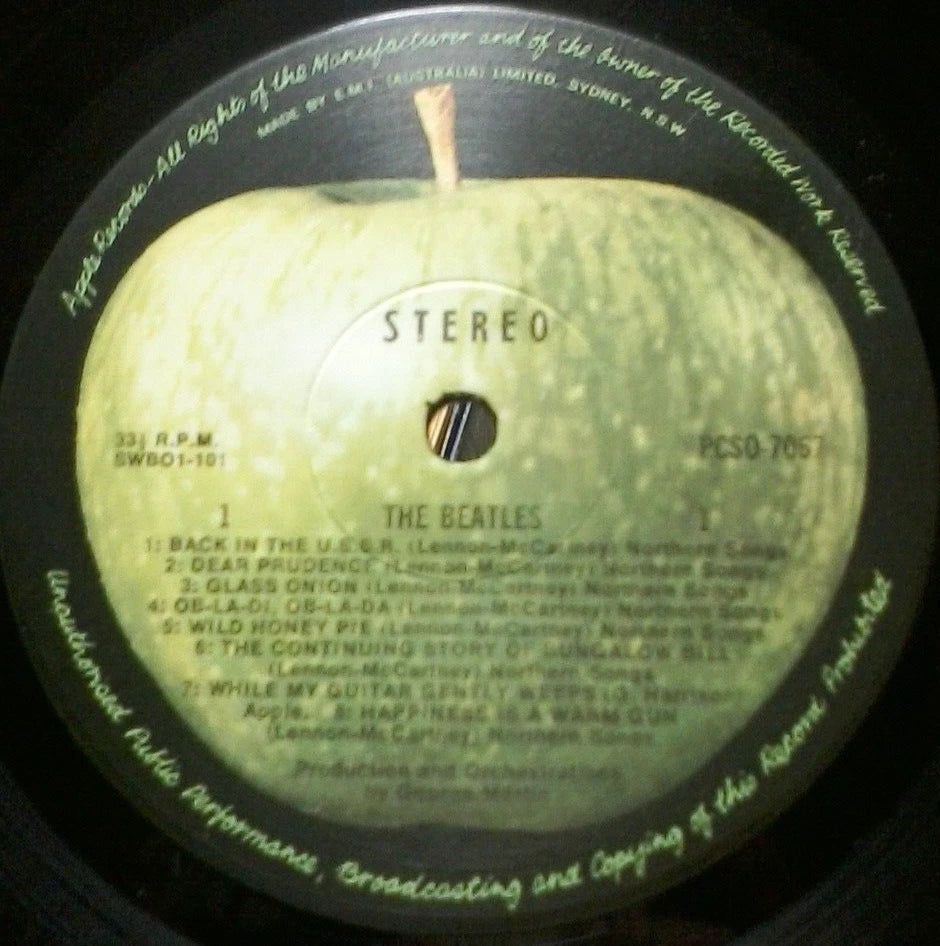 Apple Records-All Rights of the Manufacturer and of the Owner of the Recorded Work Reserved
MADE BY E.M.I. (AUSTRALIA) LIMITED, SYDNEY, N.S.W
STEREO
33⅓ R.P.M.
SWBO1-101
PCSO-7067
1 THE BEATLES 1
1: BACK IN THE U.S.S.R. (Lennon-McCartney) Northern Songs
2: DEAR PRUDENCE (Lennon-McCartney) Northern Songs
3: GLASS ONION (Lennon-McCartney) Northern Songs
4: OB-LA-DI, OB-LA-DA (Lennon-McCartney) Northern Songs
5: WILD HONEY PIE (Lennon-McCartney) Northern Songs
6: THE CONTINUING STORY OF BUNGALOW BILL
(Lennon-McCartney) Northern Songs
7: WHILE MY GUITAR GENTLY WEEPS (G. Harrison)
Apple. 8: HAPPINESS IS A WARM GUN
(Lennon-McCartney) Northern Songs
Production and Orchestrations
by George Martin
Unauthorized Public Performance, Broadcasting and Copying of this Record Prohibited